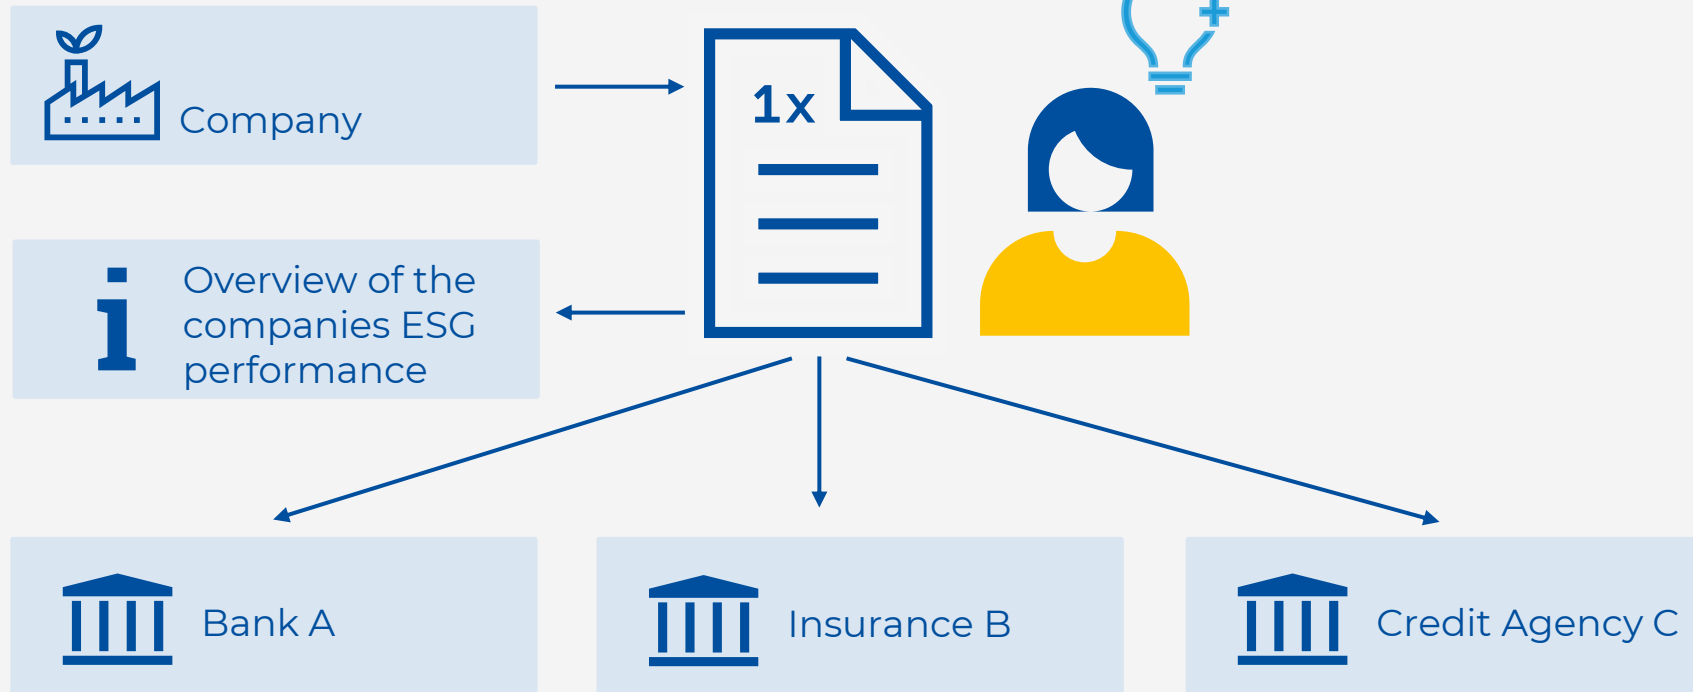 Company
1x
Overview of the
companies ESG
performance
Bank A
Insurance B
Credit Agency C